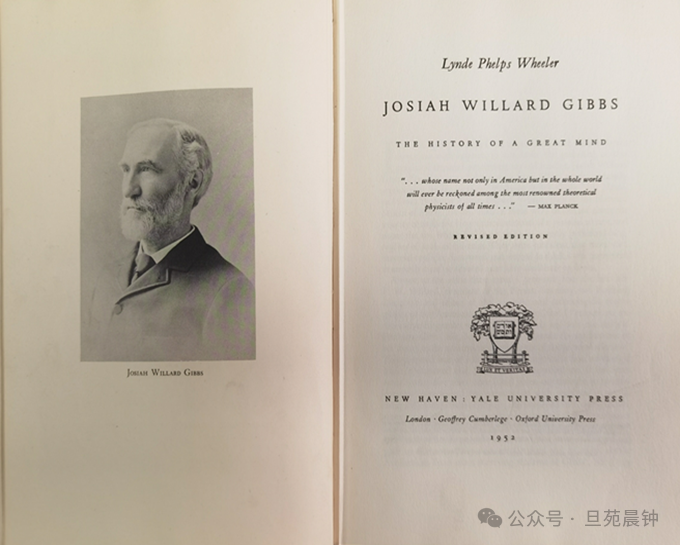 JOSIAH WILLARD GIBBS
Lynde Phelps Wheeler
JOSIAH WILLARD GIBBS
THE HISTORY OF A GREAT MIND
“. . . whose name not only in America but in the whole world
will ever be reckoned among the most renowned theoretical
physicists of all times . . .” — MAX PLANCK
REVISED EDITION
LUX ET VERITAS
NEW HAVEN : YALE UNIVERSITY PRESS
London · Geoffrey Cumberlege · Oxford University Press
1952
公众号 · 旦苑晨钟